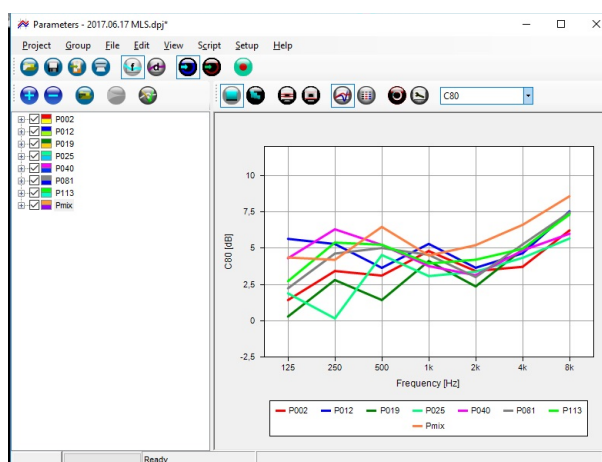 Parameters - 2017.06.17 MLS.dpj*
Project Group File Edit View Script Setup Help
f d
C80
P002
P012
P019
P025
P040
P081
P113
Pmix
10
7,5
5
2,5
0
-2,5
C80 [dB]
125 250 500 1k 2k 4k 8k
Frequency [Hz]
P002 P012 P019 P025 P040 P081 P113
Pmix
Ready